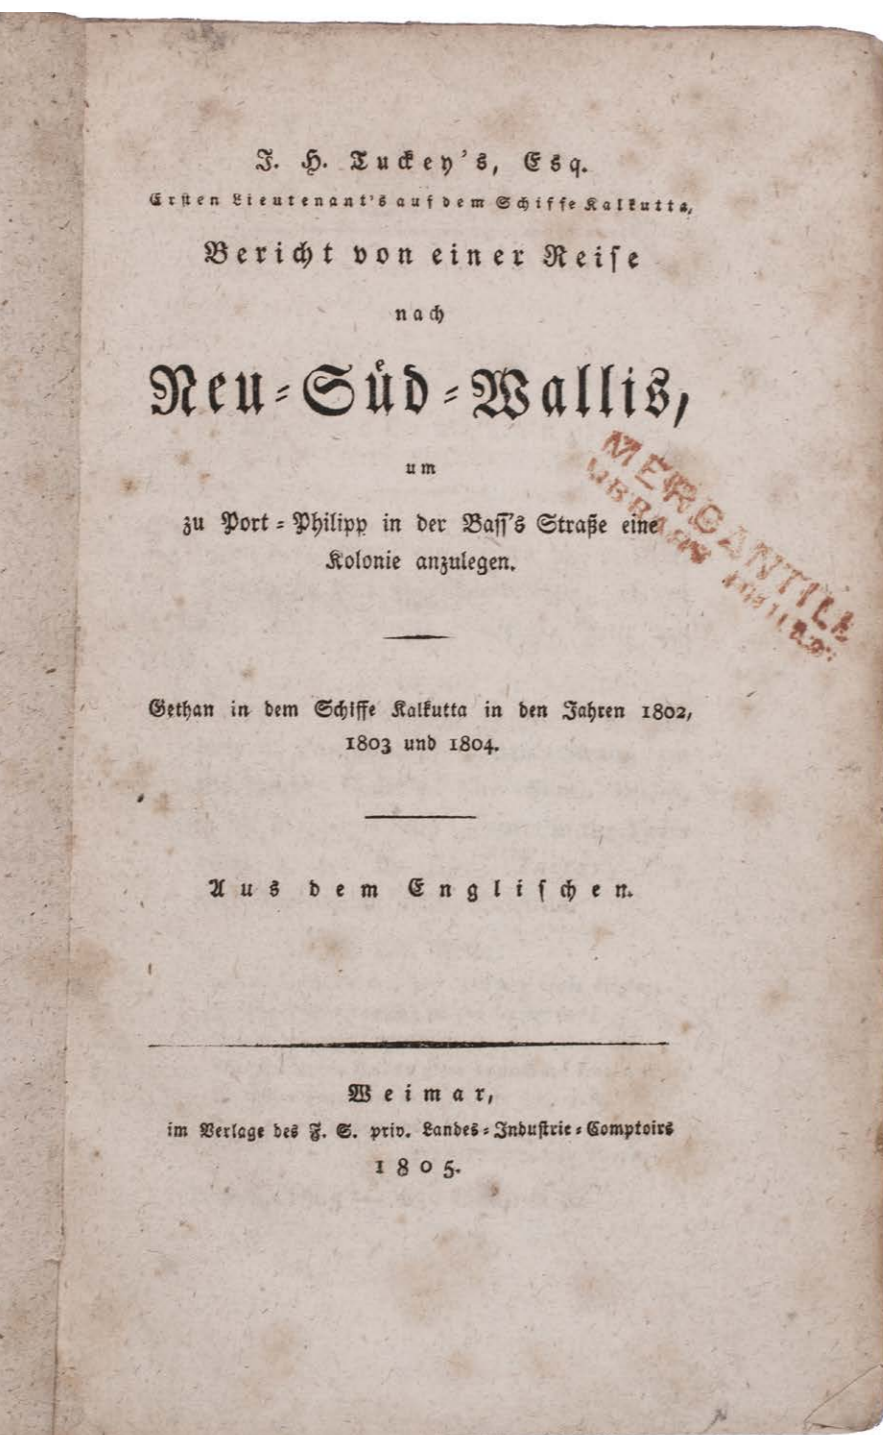 J. H. Tuckey's, Esq.
Ersten Lieutenant's auf dem Schiffe Kalkutta,
Bericht von einer Reise
nach
Neu-Süd-Wallis,
um
zu Port-Philipp in der Bass's Straße eine
Kolonie anzulegen.
Gethan in dem Schiffe Kalkutta in den Jahren 1802,
1803 und 1804.
Aus dem Englischen.
Weimar,
im Verlage des F. S. priv. Landes-Industrie-Comptoirs
1805.
MERCANTILE
LIBRARY